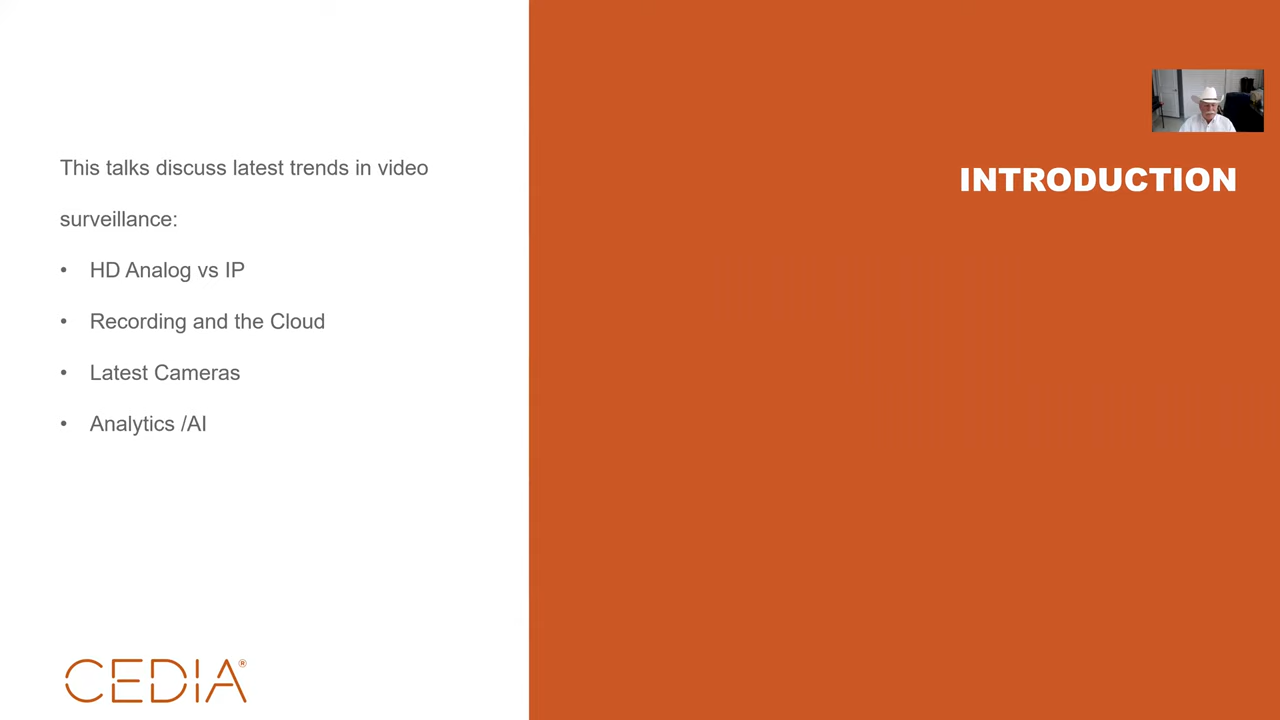 This talks discuss latest trends in video
surveillance:
• HD Analog vs IP
• Recording and the Cloud
• Latest Cameras
• Analytics /AI
INTRODUCTION
CEDIA®